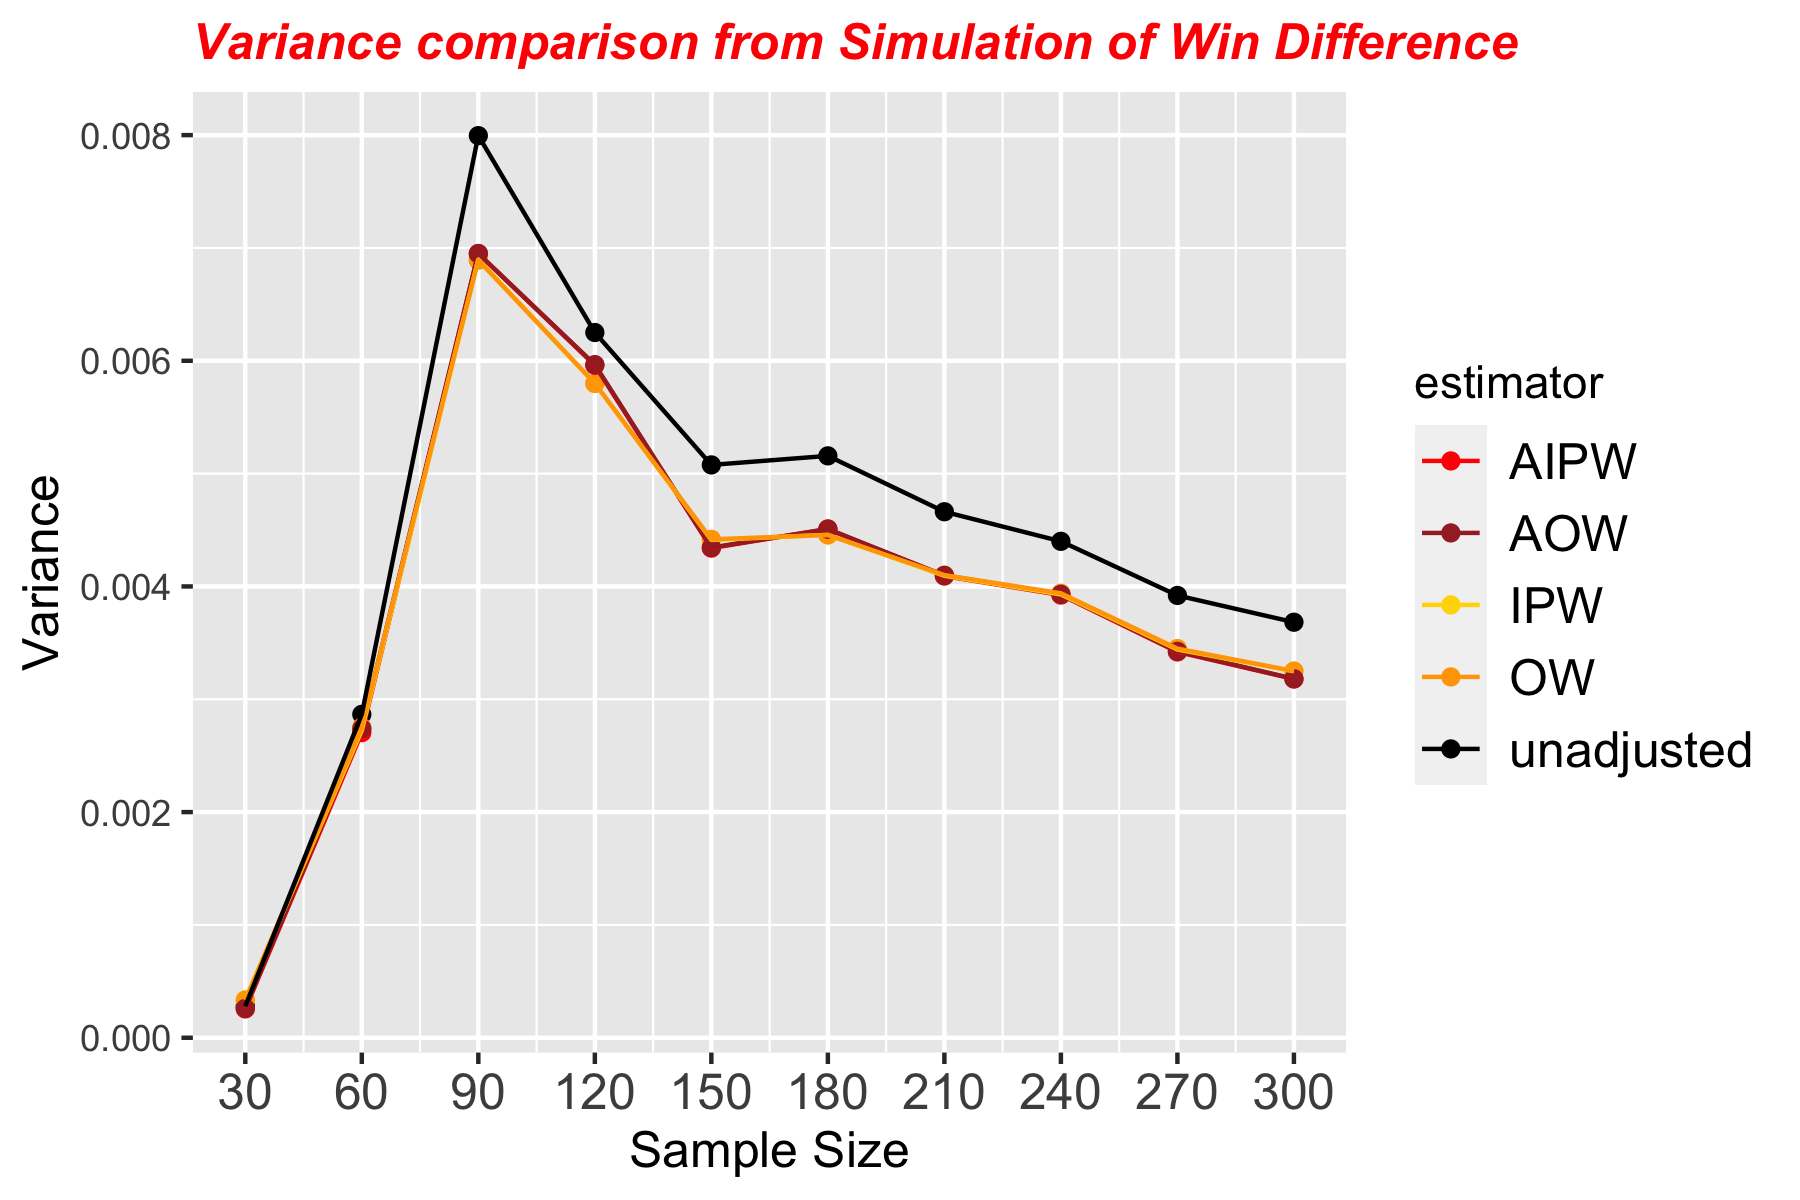 Variance comparison from Simulation of Win Difference
0.008
0.006
0.004
0.002
0.000
Variance
30 60 90 120 150 180 210 240 270 300
Sample Size
estimator
AIPW
AOW
IPW
OW
unadjusted